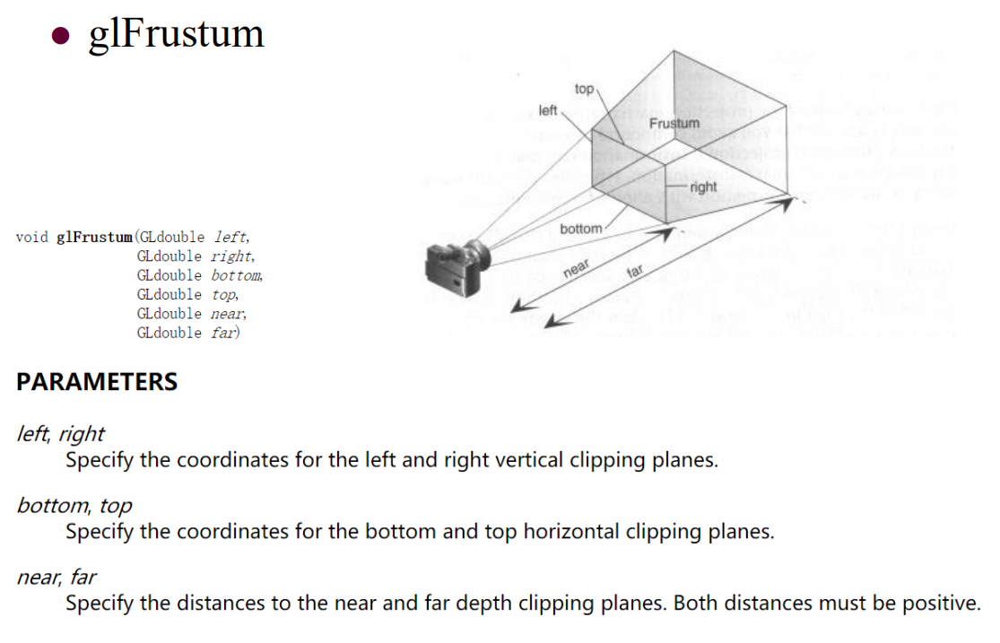 • glFrustum
top
left
Frustum
right
bottom
near
far
void glFrustum(GLdouble left,
GLdouble right,
GLdouble bottom,
GLdouble top,
GLdouble near,
GLdouble far)
PARAMETERS
left, right
Specify the coordinates for the left and right vertical clipping planes.
bottom, top
Specify the coordinates for the bottom and top horizontal clipping planes.
near, far
Specify the distances to the near and far depth clipping planes. Both distances must be positive.